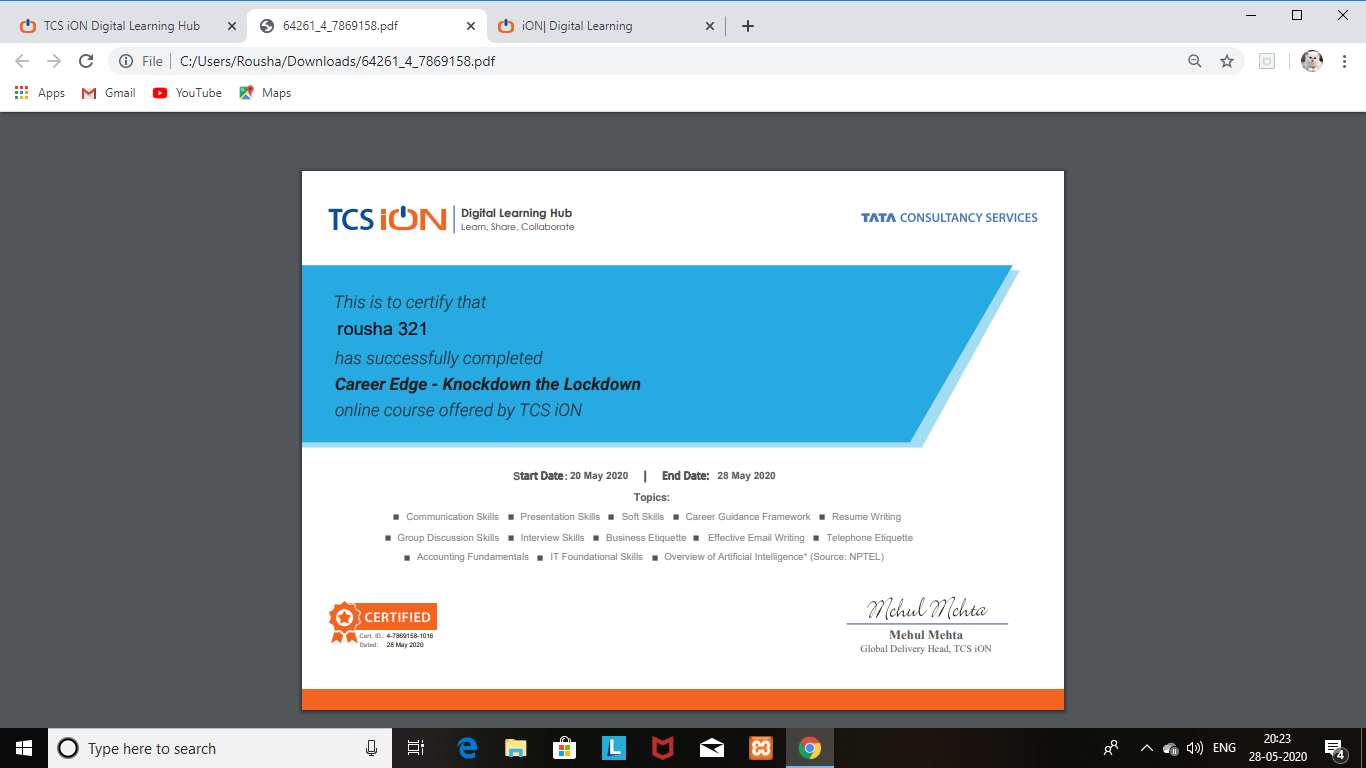 TCS iON Digital Learning Hub
64261_4_7869158.pdf
iON| Digital Learning
File | C:/Users/Rousha/Downloads/64261_4_7869158.pdf
Apps Gmail YouTube Maps
TCS iON | Digital Learning Hub
Learn, Share, Collaborate
TATA CONSULTANCY SERVICES
This is to certify that
rousha 321
has successfully completed
Career Edge - Knockdown the Lockdown
online course offered by TCS iON
Start Date: 20 May 2020 | End Date: 28 May 2020
Topics:
■ Communication Skills ■ Presentation Skills ■ Soft Skills ■ Career Guidance Framework ■ Resume Writing
■ Group Discussion Skills ■ Interview Skills ■ Business Etiquette ■ Effective Email Writing ■ Telephone Etiquette
■ Accounting Fundamentals ■ IT Foundational Skills ■ Overview of Artificial Intelligence* (Source: NPTEL)
CERTIFIED
Cert. ID.: 4-7869158-1016
Dated: 28 May 2020
Mehul Mehta
Mehul Mehta
Global Delivery Head, TCS iON
Type here to search
L
ENG
20:23
28-05-2020
4